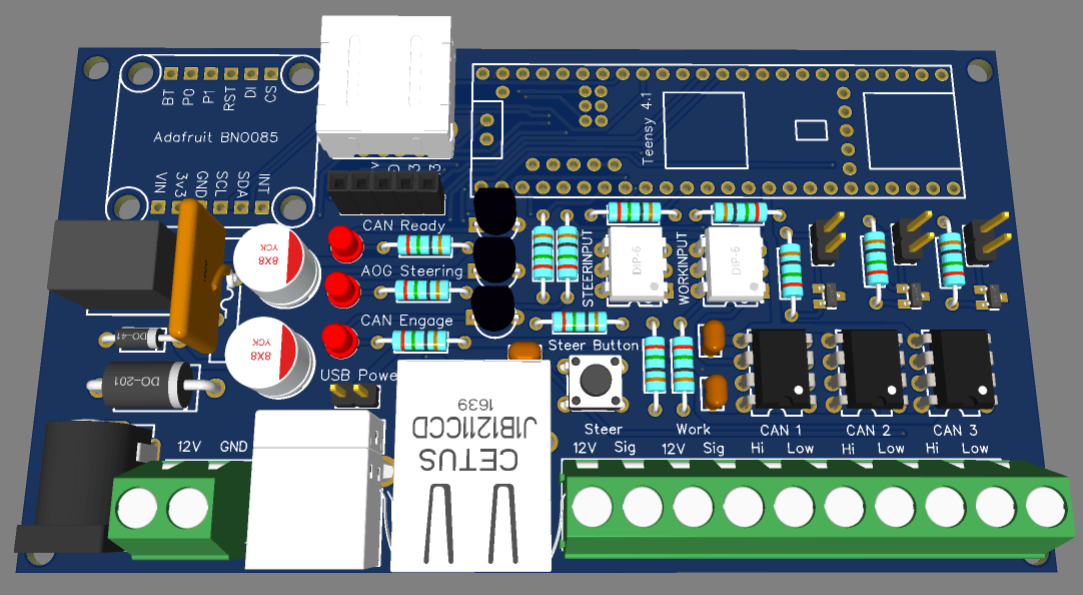 BT P0 P1 RST DI CS
Adafruit BNO085
VIN 3v3 GND SCL SDA INT
Teensy 4.1
CAN Ready
AOG Steering
CAN Engage
8X8
YCK
8X8
YCK
STEERINPUT
DIP-6
WORKINPUT
DIP-6
DO-41
DO-201
Steer Button
USB Powe
CETUS
J1B1211CCD
1639
12V GND
Steer
12V Sig
Work
12V Sig
CAN 1
Hi Low
CAN 2
Hi Low
CAN 3
Hi Low